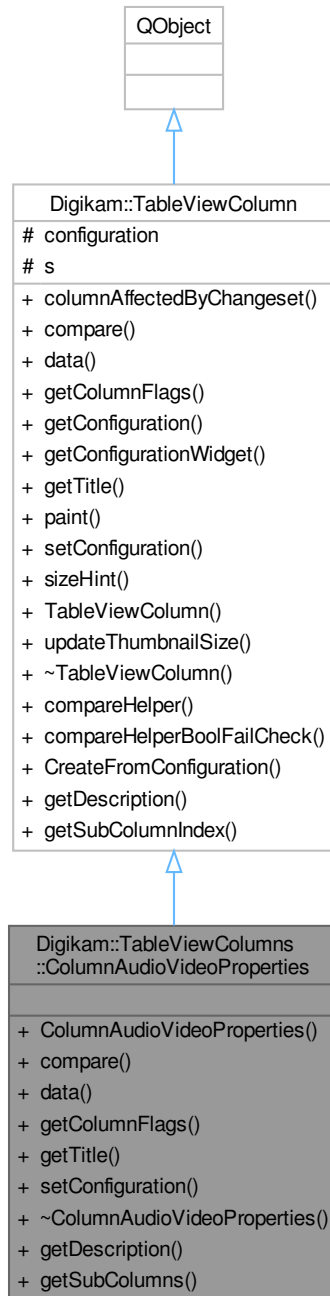 QObject
Digikam::TableViewColumn
# configuration
# s
+ columnAffectedByChangeset()
+ compare()
+ data()
+ getColumnFlags()
+ getConfiguration()
+ getConfigurationWidget()
+ getTitle()
+ paint()
+ setConfiguration()
+ sizeHint()
+ TableViewColumn()
+ updateThumbnailSize()
+ ~TableViewColumn()
+ compareHelper()
+ compareHelperBoolFailCheck()
+ CreateFromConfiguration()
+ getDescription()
+ getSubColumnIndex()
Digikam::TableViewColumns
::ColumnAudioVideoProperties
+ ColumnAudioVideoProperties()
+ compare()
+ data()
+ getColumnFlags()
+ getTitle()
+ setConfiguration()
+ ~ColumnAudioVideoProperties()
+ getDescription()
+ getSubColumns()